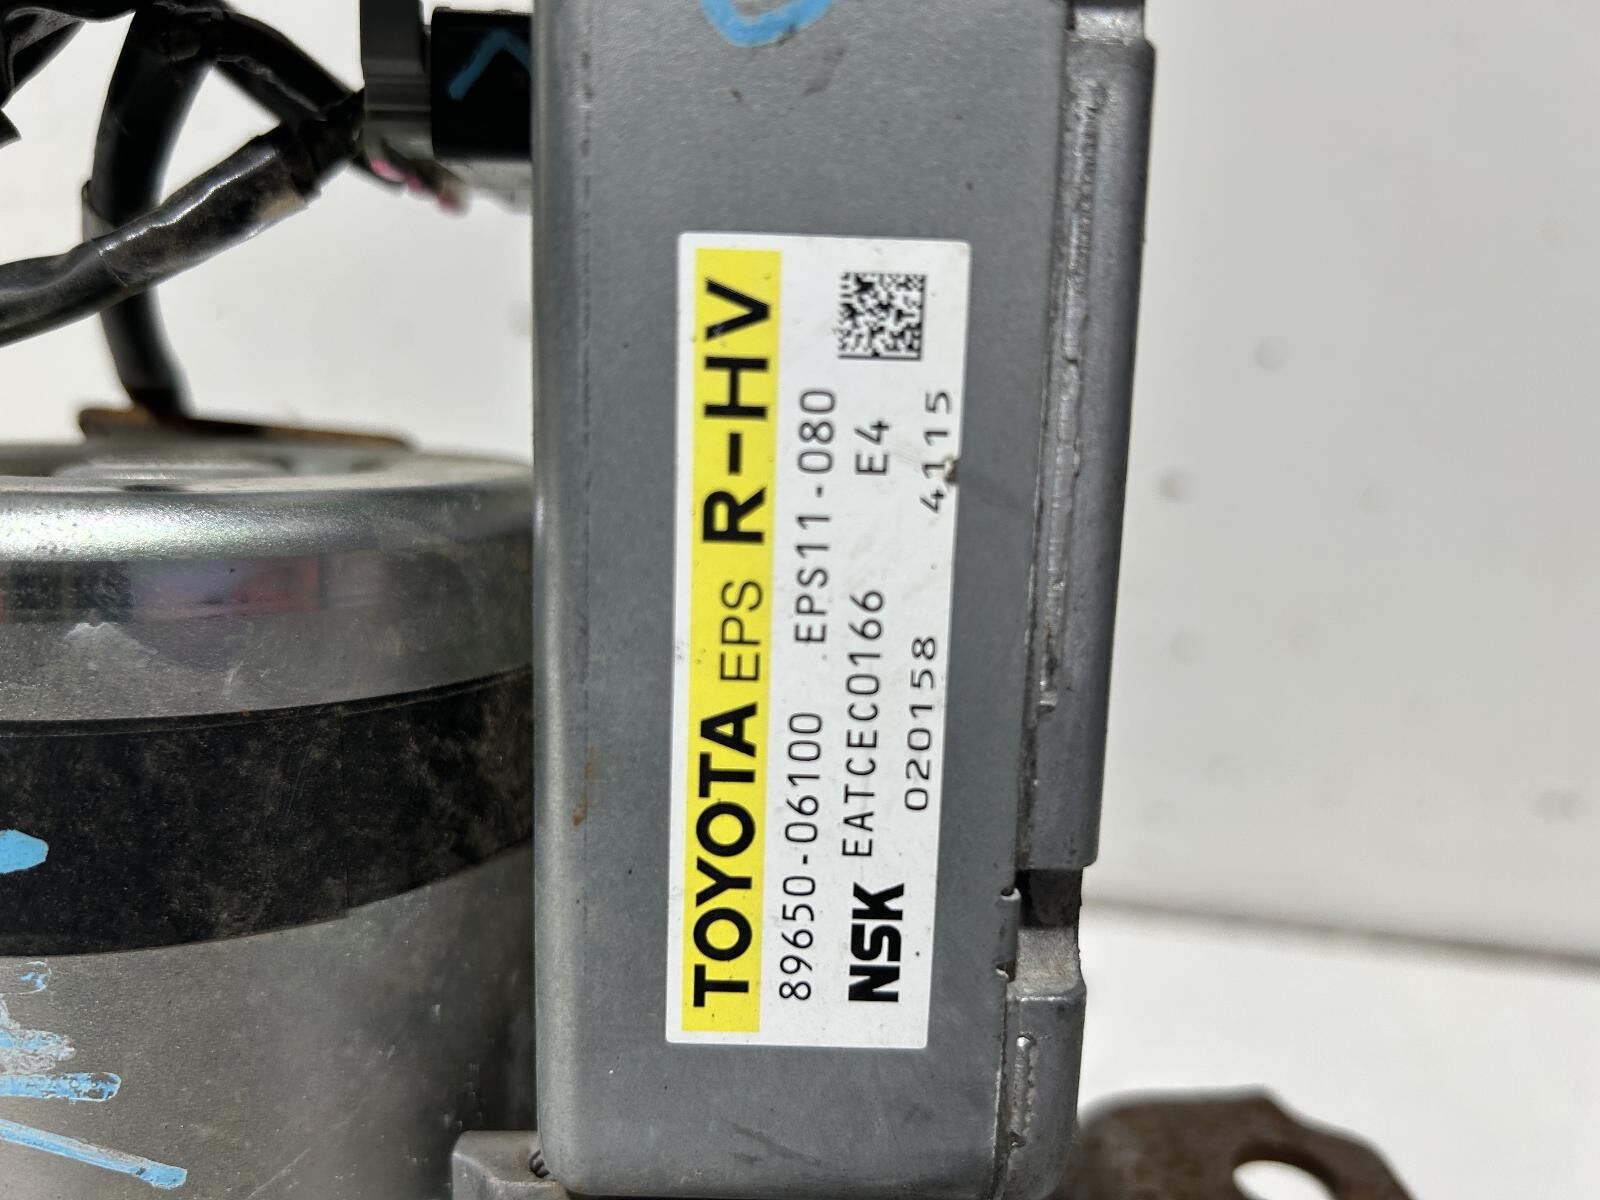 TOYOTA EPS R-HV
89650-06100 EPS11-080
NSK EATCEC0166 E4
020158 4115